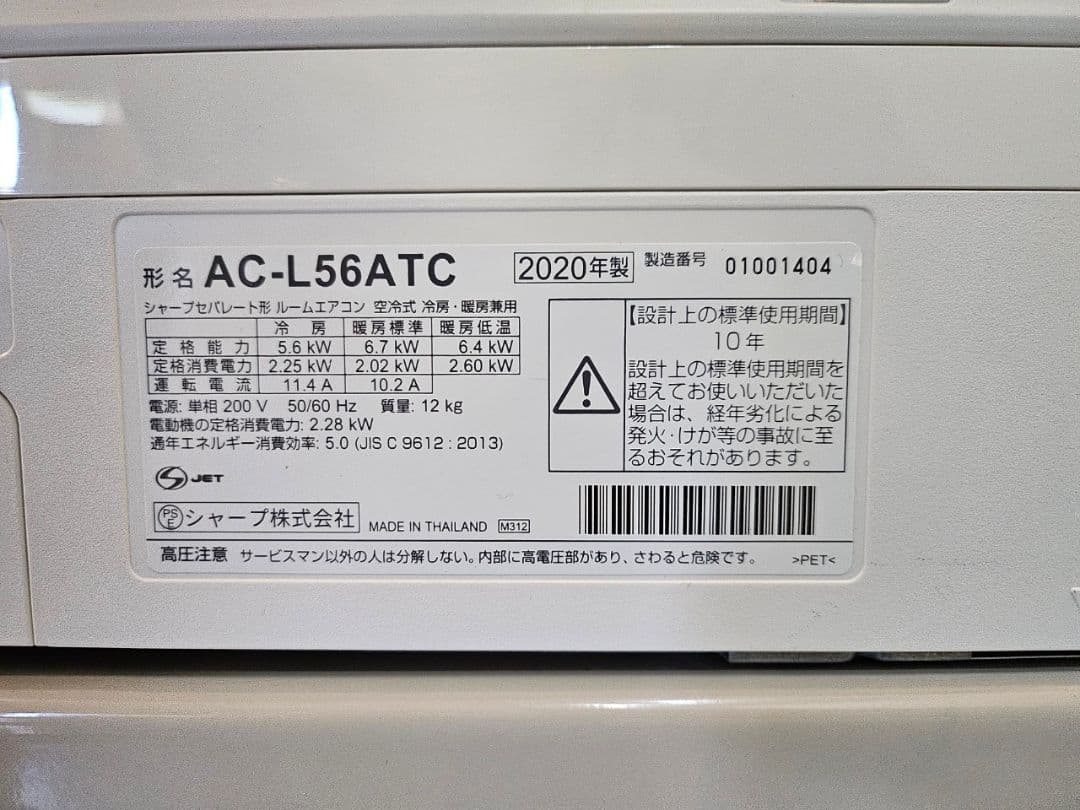 形名 AC-L56ATC 2020年製 製造番号 01001404
シャープセパレート形 ルームエアコン 空冷式 冷房・暖房兼用
冷房 暖房標準 暖房低温
定格能力 5.6 kW 6.7 kW 6.4 kW
定格消費電力 2.25 kW 2.02 kW 2.60 kW
運転電流 11.4 A 10.2 A
電源: 単相 200 V 50/60 Hz 質量: 12 kg
電動機の定格消費電力: 2.28 kW
通年エネルギー消費効率: 5.0 (JIS C 9612 : 2013)
JET
PSE シャープ株式会社 MADE IN THAILAND M312
【設計上の標準使用期間】
10 年
設計上の標準使用期間を
超えてお使いいただいた
場合は、経年劣化による
発火・けが等の事故に至
るおそれがあります。
高圧注意 サービスマン以外の人は分解しない。内部に高電圧部があり、さわると危険です。 >PET<